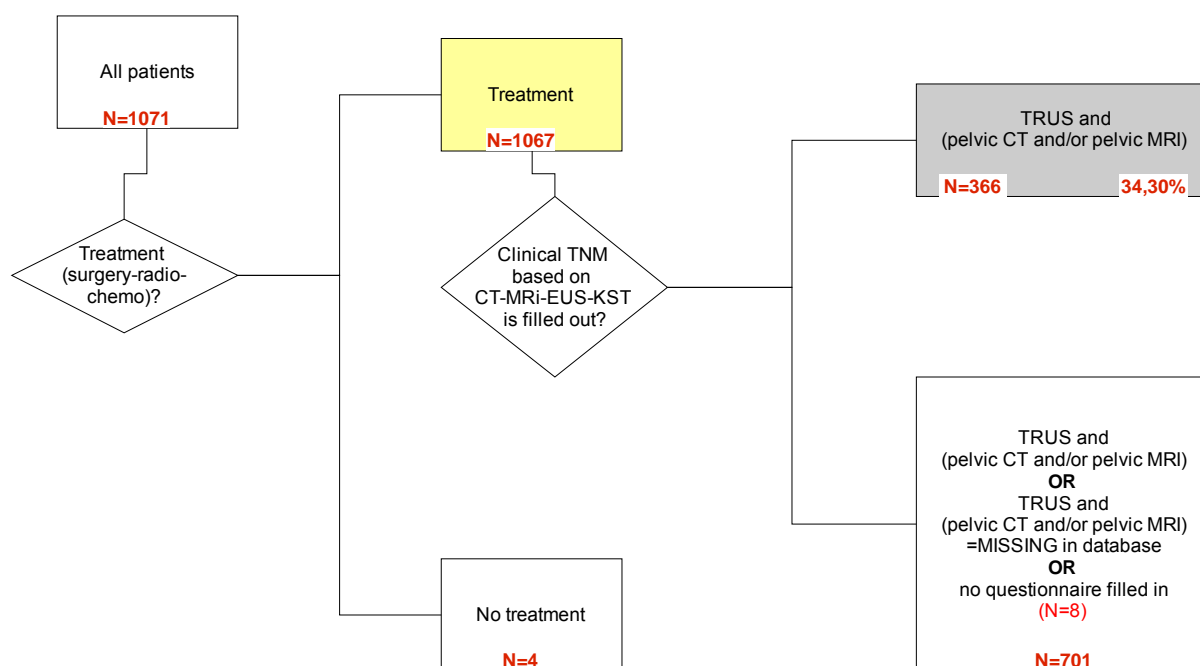 All patients
N=1071
Treatment
(surgery-radio-
chemo)?
Treatment
N=1067
Clinical TNM
based on
CT-MRi-EUS-KST
is filled out?
No treatment
N=4
TRUS and
(pelvic CT and/or pelvic MRI)
N=366 34,30%
TRUS and
(pelvic CT and/or pelvic MRI)
OR
TRUS and
(pelvic CT and/or pelvic MRI)
=MISSING in database
OR
no questionnaire filled in
(N=8)
N=701